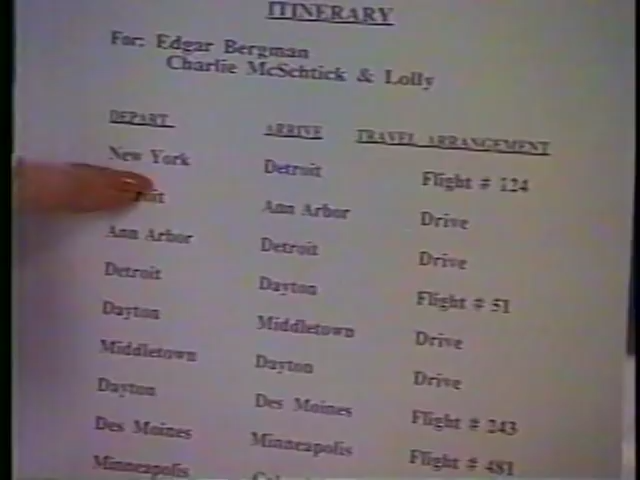 ITINERARY
For: Edgar Bergman
Charlie McSchtick & Lolly
DEPART ARRIVE TRAVEL ARRANGEMENT
New York Detroit Flight # 124
Ann Arbor Drive
Ann Arbor Detroit Drive
Detroit Dayton Flight # 51
Dayton Middletown Drive
Middletown Dayton Drive
Dayton Des Moines Flight # 243
Des Moines Minneapolis Flight # 481
Minneapolis